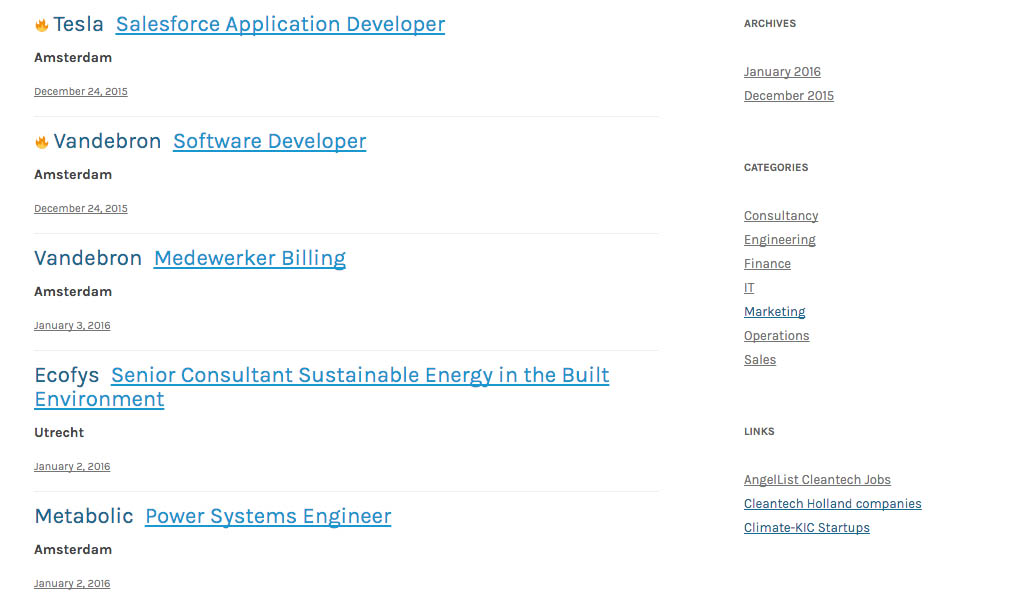 Tesla Salesforce Application Developer
Amsterdam
December 24, 2015
Vandebron Software Developer
Amsterdam
December 24, 2015
Vandebron Medewerker Billing
Amsterdam
January 3, 2016
Ecofys Senior Consultant Sustainable Energy in the Built
Environment
Utrecht
January 2, 2016
Metabolic Power Systems Engineer
Amsterdam
January 2, 2016
ARCHIVES
January 2016
December 2015
CATEGORIES
Consultancy
Engineering
Finance
IT
Marketing
Operations
Sales
LINKS
AngelList Cleantech Jobs
Cleantech Holland companies
Climate-KIC Startups